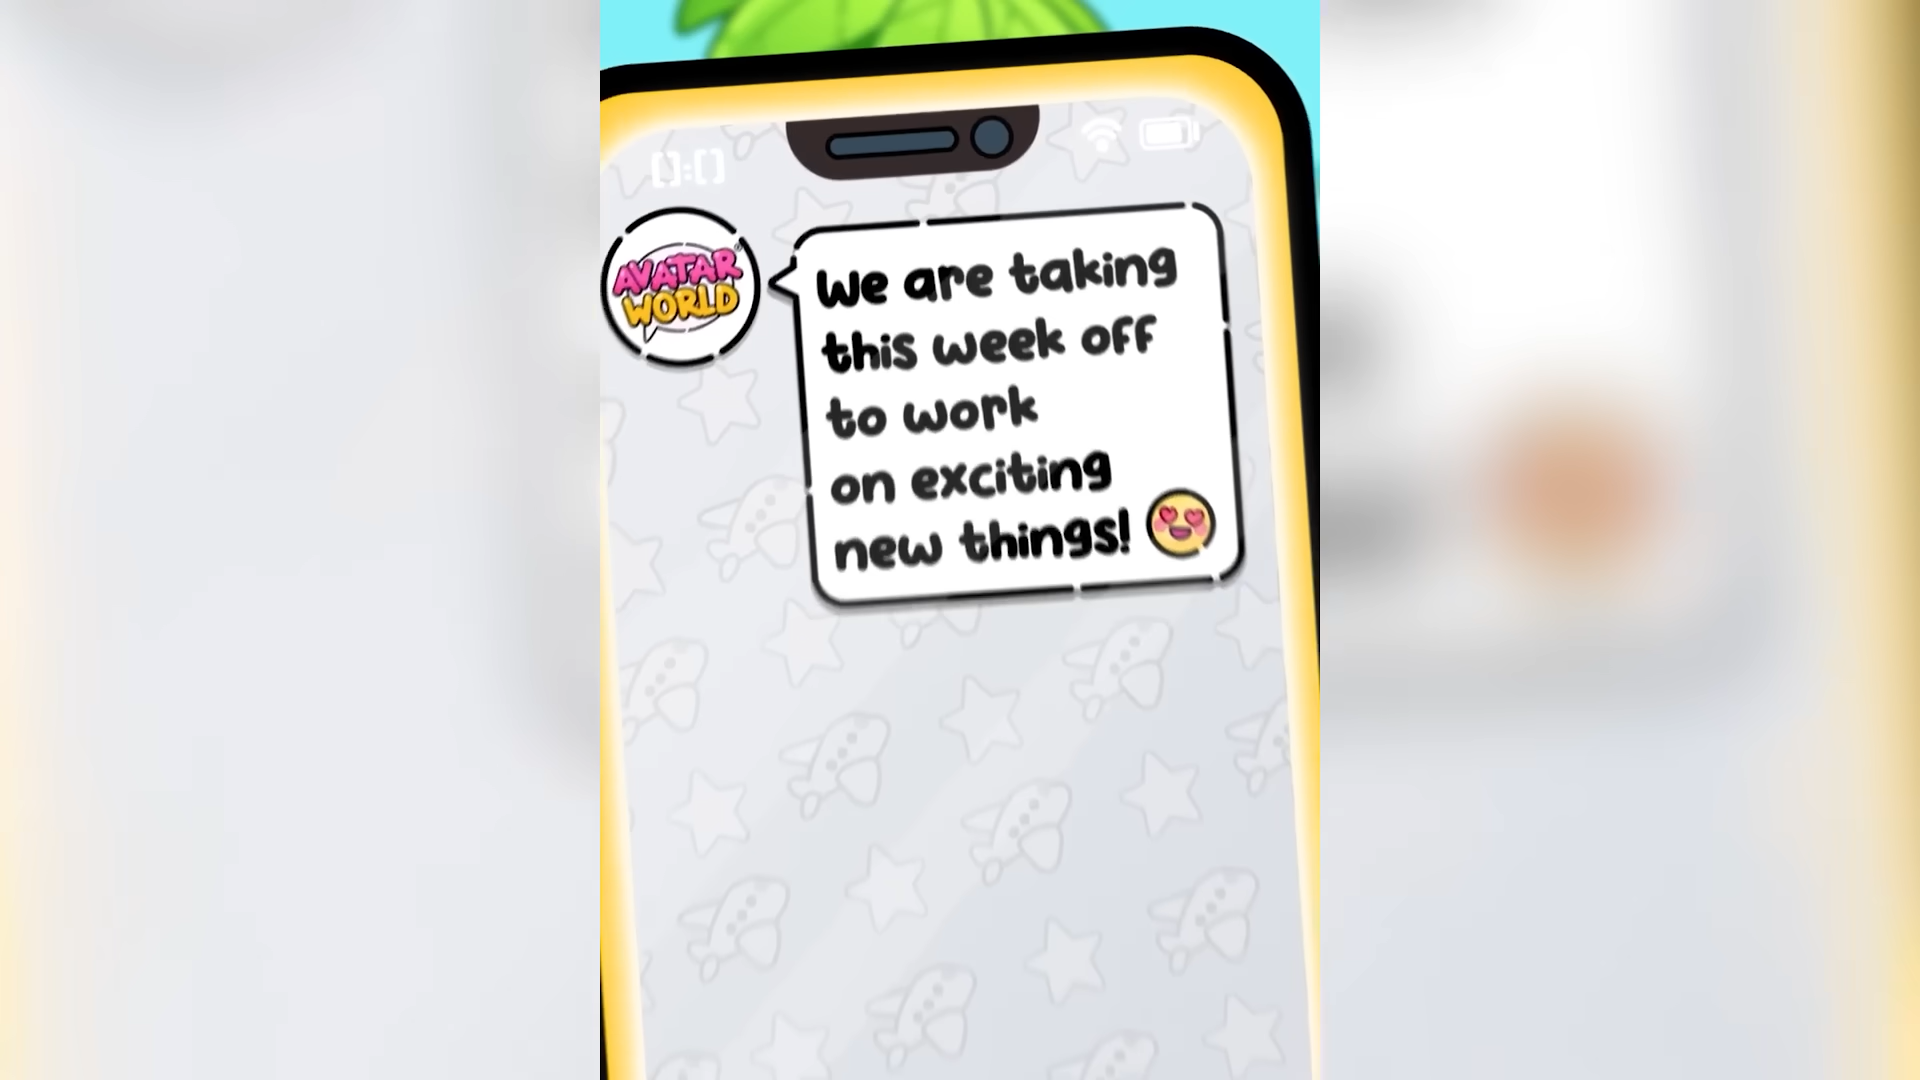 AVATAR
WORLD
We are taking
this week off
to work
on exciting
new things!